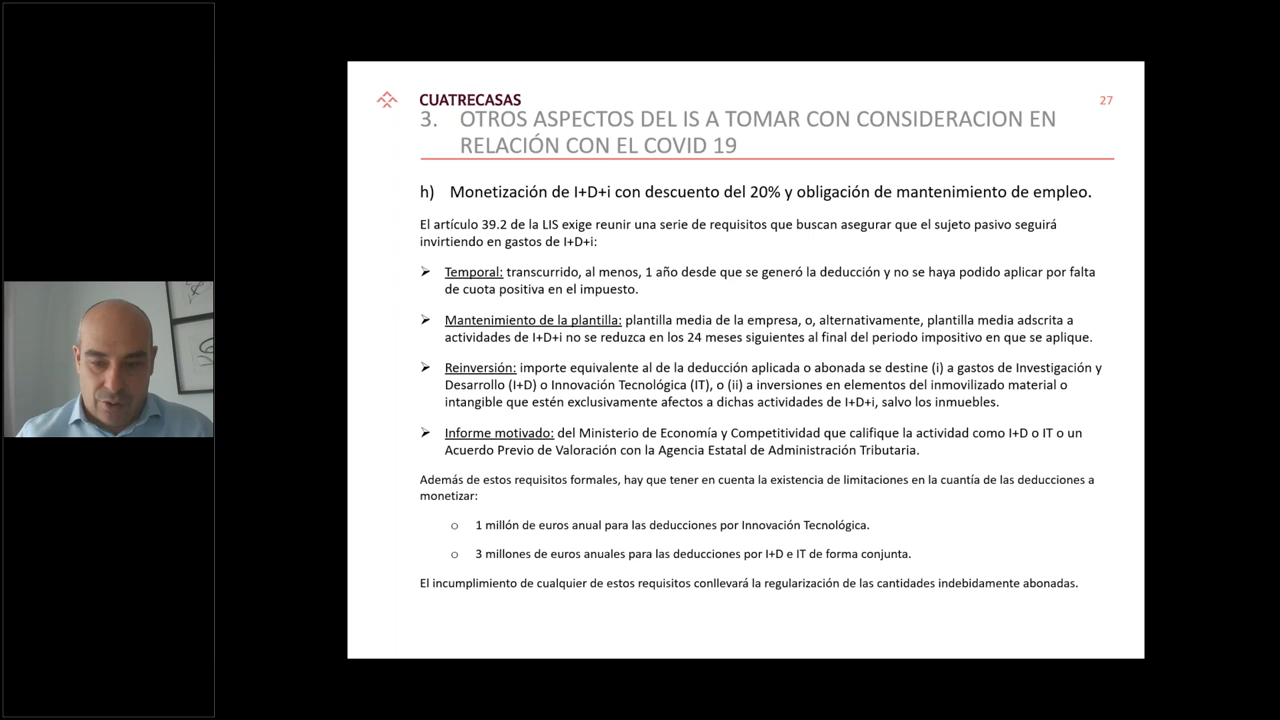 CUATRECASAS
27
3. OTROS ASPECTOS DEL IS A TOMAR CON CONSIDERACION EN
RELACIÓN CON EL COVID 19
h) Monetización de I+D+i con descuento del 20% y obligación de mantenimiento de empleo.
El artículo 39.2 de la LIS exige reunir una serie de requisitos que buscan asegurar que el sujeto pasivo seguirá
invirtiendo en gastos de I+D+i:
➢ Temporal: transcurrido, al menos, 1 año desde que se generó la deducción y no se haya podido aplicar por falta
de cuota positiva en el impuesto.
➢ Mantenimiento de la plantilla: plantilla media de la empresa, o, alternativamente, plantilla media adscrita a
actividades de I+D+i no se reduzca en los 24 meses siguientes al final del periodo impositivo en que se aplique.
➢ Reinversión: importe equivalente al de la deducción aplicada o abonada se destine (i) a gastos de Investigación y
Desarrollo (I+D) o Innovación Tecnológica (IT), o (ii) a inversiones en elementos del inmovilizado material o
intangible que estén exclusivamente afectos a dichas actividades de I+D+i, salvo los inmuebles.
➢ Informe motivado: del Ministerio de Economía y Competitividad que califique la actividad como I+D o IT o un
Acuerdo Previo de Valoración con la Agencia Estatal de Administración Tributaria.
Además de estos requisitos formales, hay que tener en cuenta la existencia de limitaciones en la cuantía de las deducciones a
monetizar:
o 1 millón de euros anual para las deducciones por Innovación Tecnológica.
o 3 millones de euros anuales para las deducciones por I+D e IT de forma conjunta.
El incumplimiento de cualquier de estos requisitos conllevará la regularización de las cantidades indebidamente abonadas.